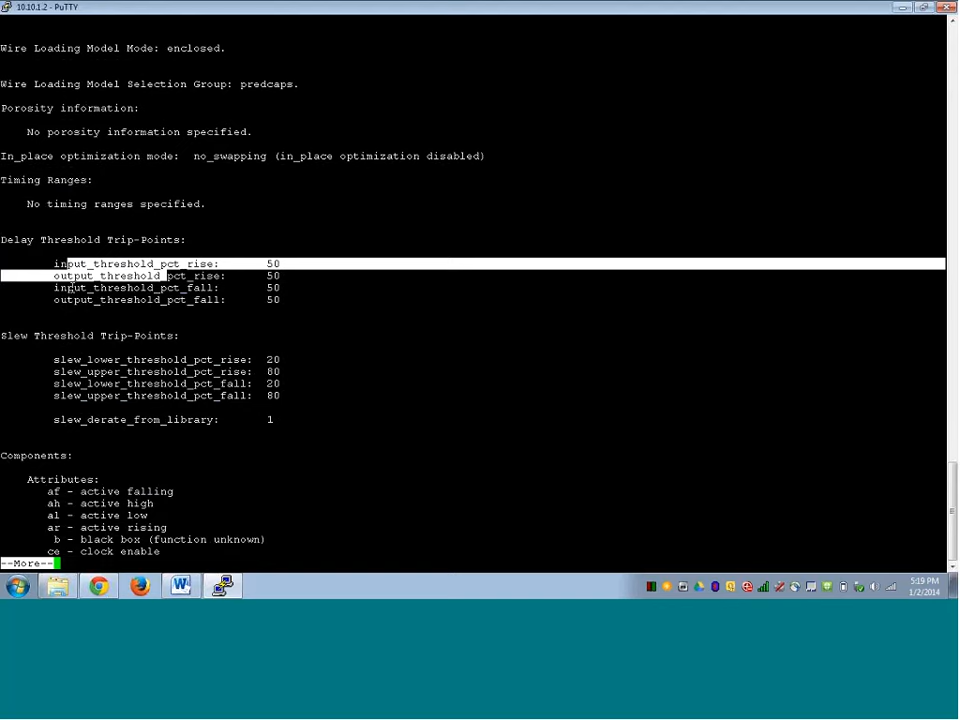 10.10.1.2 - PuTTY
Wire Loading Model Mode: enclosed.
Wire Loading Model Selection Group: predcaps.
Porosity information:
No porosity information specified.
In_place optimization mode: no_swapping (in_place optimization disabled)
Timing Ranges:
No timing ranges specified.
Delay Threshold Trip-Points:
input_threshold_pct_rise: 50
output_threshold_pct_rise: 50
input_threshold_pct_fall: 50
output_threshold_pct_fall: 50
Slew Threshold Trip-Points:
slew_lower_threshold_pct_rise: 20
slew_upper_threshold_pct_rise: 80
slew_lower_threshold_pct_fall: 20
slew_upper_threshold_pct_fall: 80
slew_derate_from_library: 1
Components:
Attributes:
af - active falling
ah - active high
al - active low
ar - active rising
b - black box (function unknown)
ce - clock enable
--More--
W
5:19 PM
1/2/2014